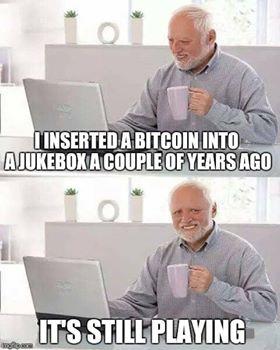 I INSERTED A BITCOIN INTO
A JUKEBOX A COUPLE OF YEARS AGO
IT'S STILL PLAYING
imgflip.com